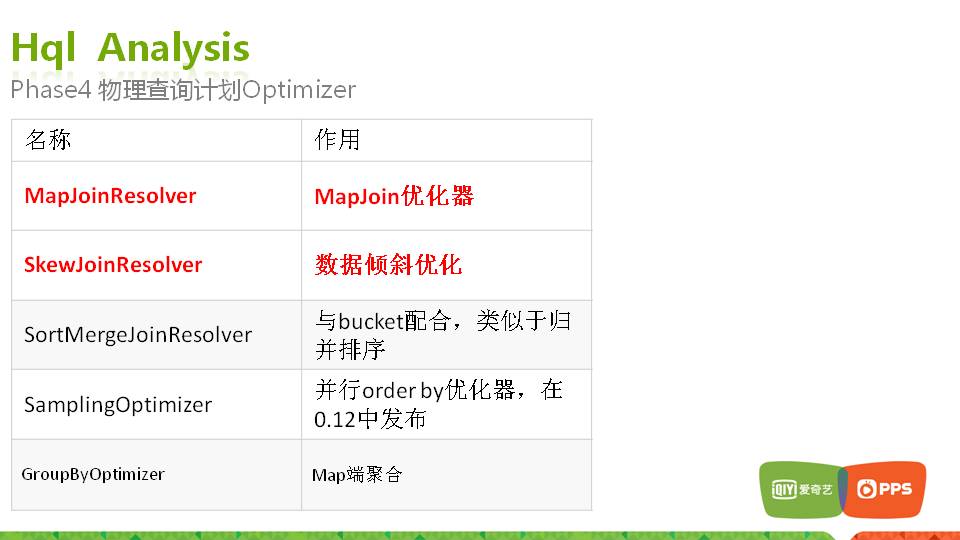 Hql Analysis
Phase4 物理查询计划Optimizer
名称 作用
MapJoinResolver MapJoin优化器
SkewJoinResolver 数据倾斜优化
SortMergeJoinResolver 与bucket配合，类似于归
并排序
SamplingOptimizer 并行order by优化器，在
0.12中发布
GroupByOptimizer Map端聚合
iQIYI 爱奇艺 PPS